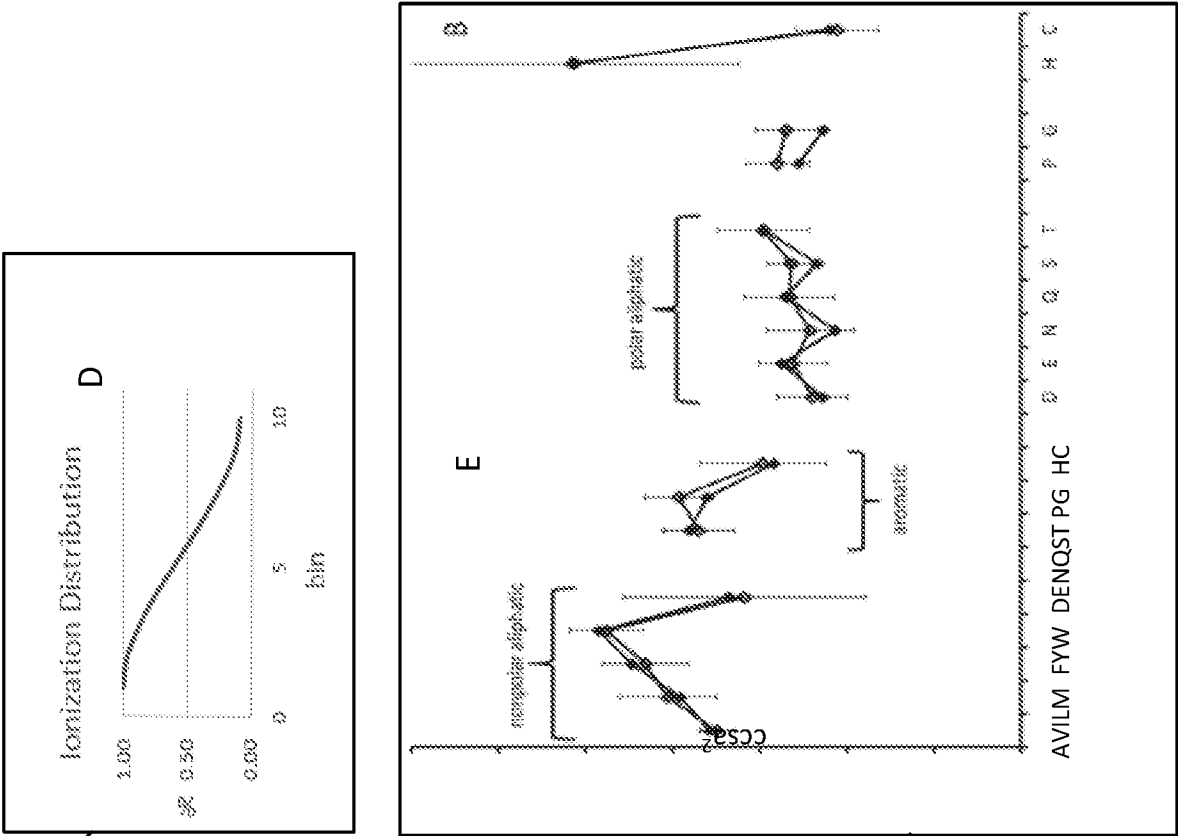 Ionization Distribution
D
%
1.00
0.50
0.00
0
5
10
bin
B
E
nonpolar aliphatic
polar aliphatic
aromatic
ccsa2
D E N Q S T P G H C
AVILM FYW DENQST PG HC